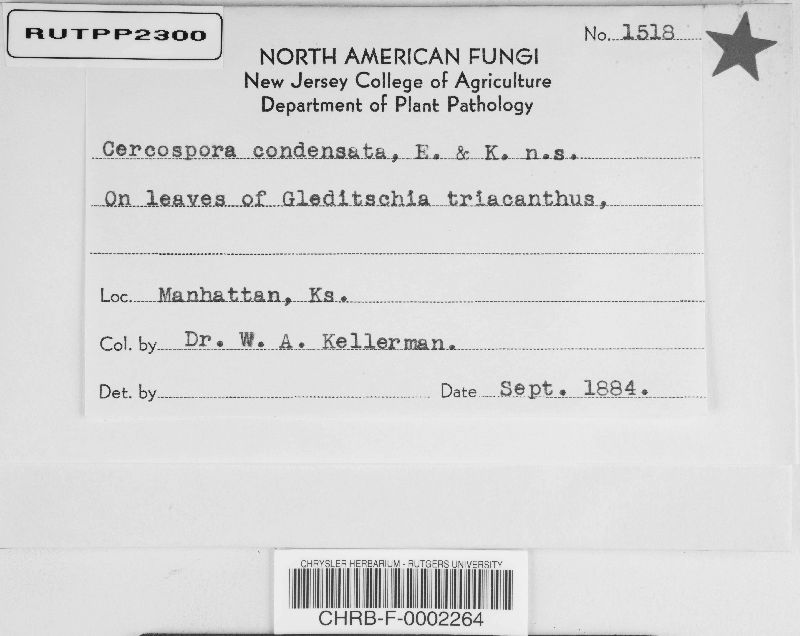 RUTPP2300
No. 1518
NORTH AMERICAN FUNGI
New Jersey College of Agriculture
Department of Plant Pathology
Cercospora condensata, E. & K. n.s.
On leaves of Gleditschia triacanthus,
Loc. Manhattan, Ks.
Col. by Dr. W. A. Kellerman.
Det. by Date Sept. 1884.
CHRYSLER HERBARIUM - RUTGERS UNIVERSITY
CHRB-F-0002264